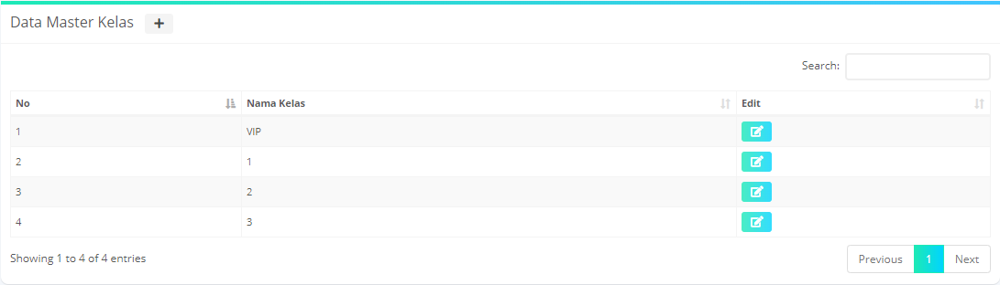 Data Master Kelas +
Search:
No Nama Kelas Edit
1 VIP
2 1
3 2
4 3
Showing 1 to 4 of 4 entries Previous 1 Next